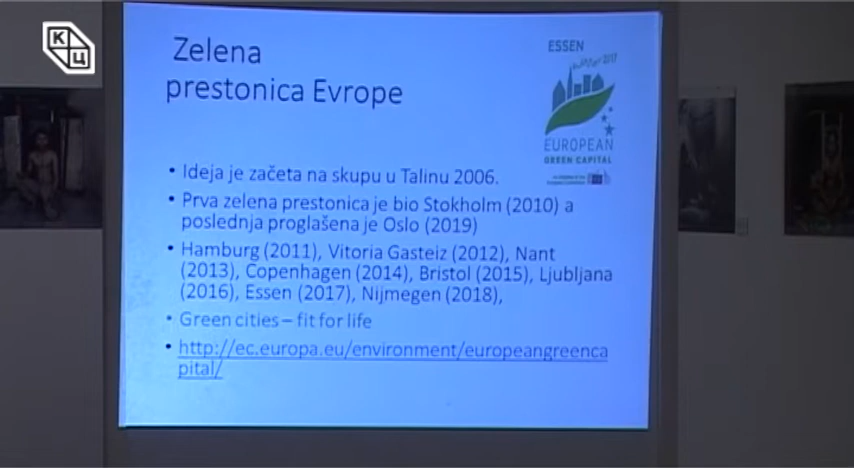 КЦ
Zelena
prestonica Evrope
ESSEN
2017
EUROPEAN
GREEN CAPITAL
• Ideja je začeta na skupu u Talinu 2006.
• Prva zelena prestonica je bio Stokholm (2010) a
poslednja proglašena je Oslo (2019)
• Hamburg (2011), Vitoria Gasteiz (2012), Nant
(2013), Copenhagen (2014), Bristol (2015), Ljubljana
(2016), Essen (2017), Nijmegen (2018),
• Green cities – fit for life
• http://ec.europa.eu/environment/europeangreenca
pital/